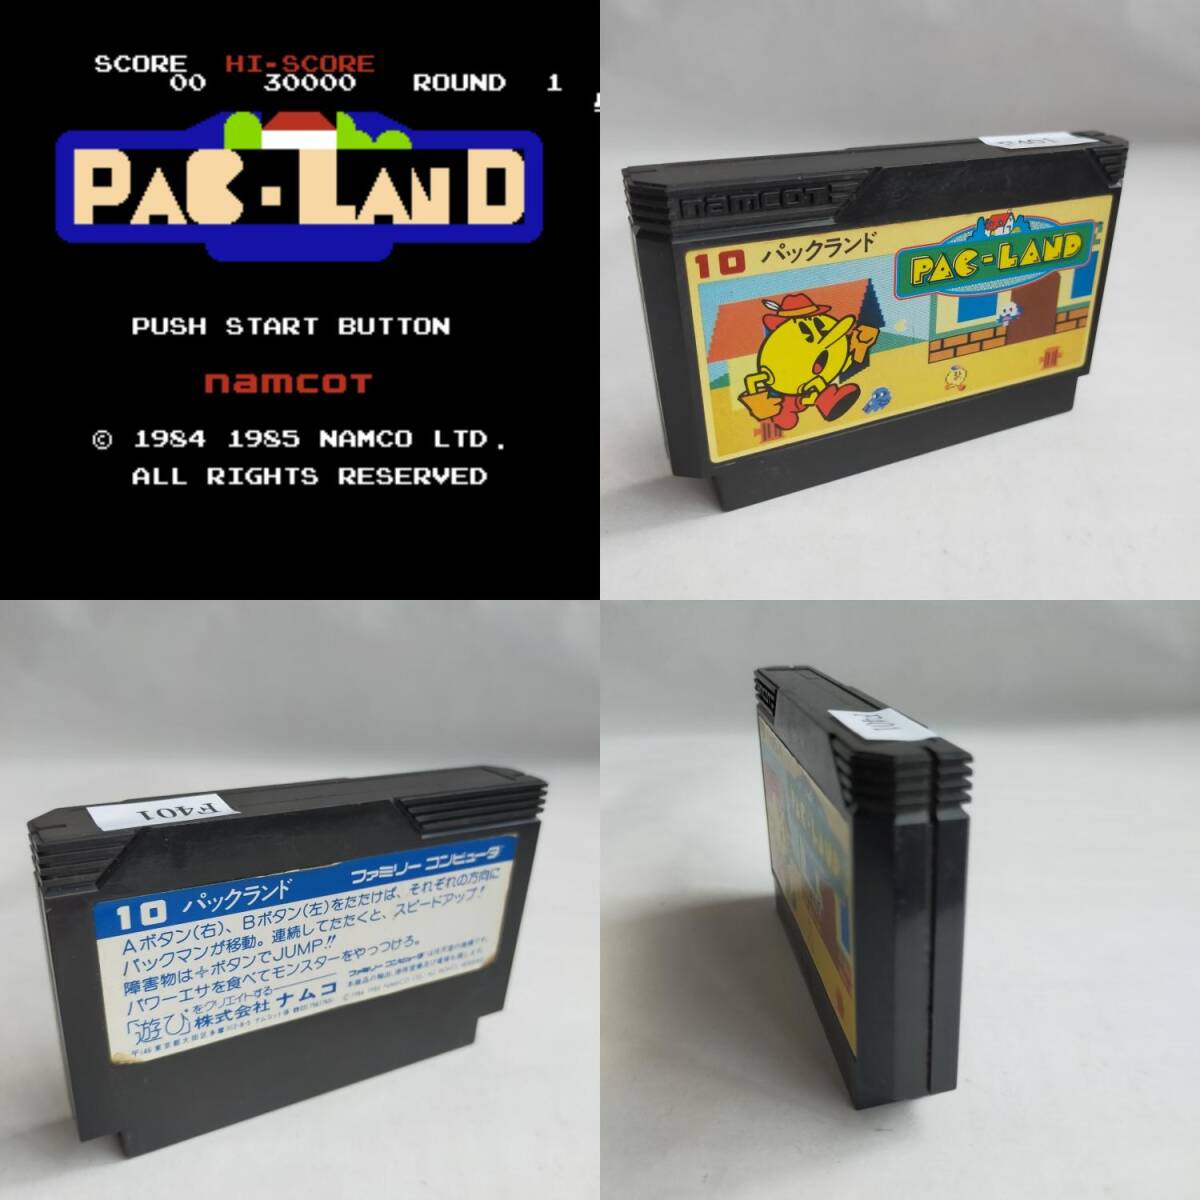 SCORE HI-SCORE
00 30000 ROUND 1
PAC-LAND
PUSH START BUTTON
namcot
© 1984 1985 NAMCO LTD.
ALL RIGHTS RESERVED
F401
namcot
10 パックランド
PAC-LAND
F401
10 パックランド ファミリー コンピュータ
Aボタン(右)、Bボタン(左)をたたけば、それぞれの方向に
パックマンが移動。連続してたたくと、スピードアップ!
障害物は+ボタンでJUMP!!
パワーエサを食べてモンスターをやっつけろ。
「遊び」をクリエイトする
株式会社 ナムコ
F401
PAC-LAND